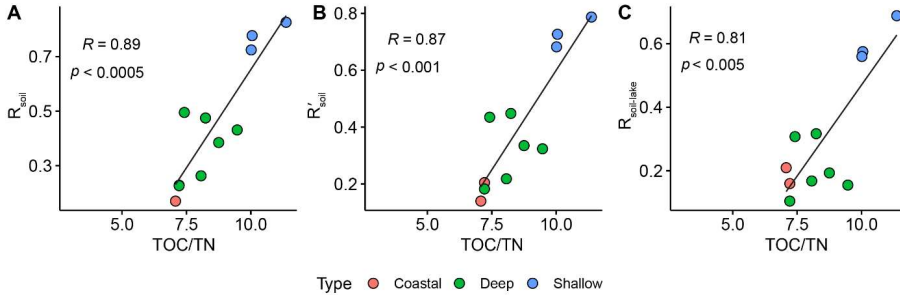 A
R = 0.89
p < 0.0005
0.7
0.5
0.3
R_soil
5.0 7.5 10.0
TOC/TN
B
R = 0.87
p < 0.001
0.8
0.6
0.4
0.2
R′_soil
5.0 7.5 10.0
TOC/TN
C
R = 0.81
p < 0.005
0.6
0.4
0.2
R_soil-lake
5.0 7.5 10.0
TOC/TN
Type Coastal Deep Shallow